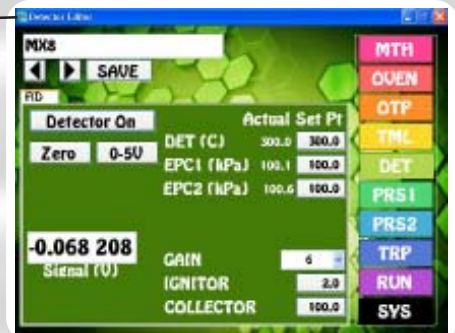 Detector Editor
MX8
SAVE
AD
Detector On
Actual Set Pt
Zero 0-5V
DET (C) 300.0 300.0
EPC1 (kPa) 100.1 100.0
EPC2 (kPa) 100.6 100.0
-0.068 208
Signal (V)
GAIN 6
IGNITOR 2.0
COLLECTOR 100.0
MTH
OVEN
OTP
TML
DET
PRS1
PRS2
TRP
RUN
SYS